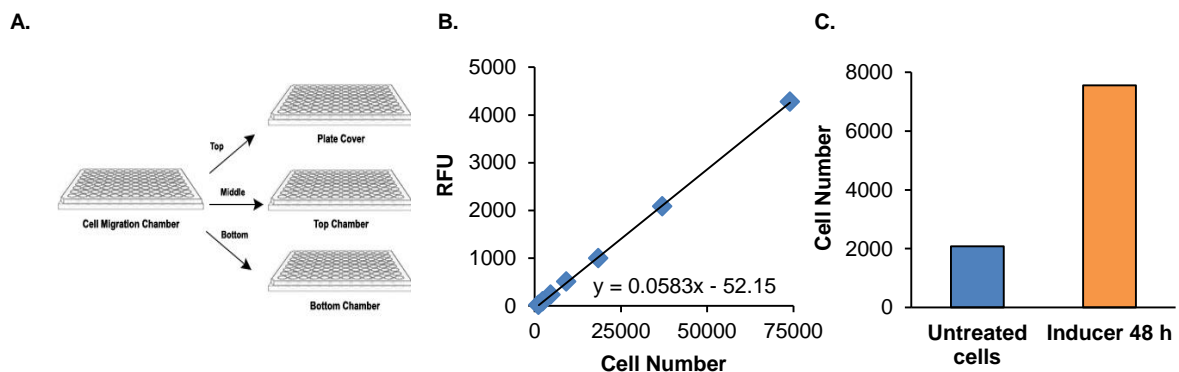 A.
Top
Plate Cover
Middle
Cell Migration Chamber
Top Chamber
Bottom
Bottom Chamber
B.
5000
4000
3000
2000
1000
0
RFU
y = 0.0583x - 52.15
0
25000
50000
75000
Cell Number
C.
8000
6000
4000
2000
0
Cell Number
Untreated
cells
Inducer 48 h